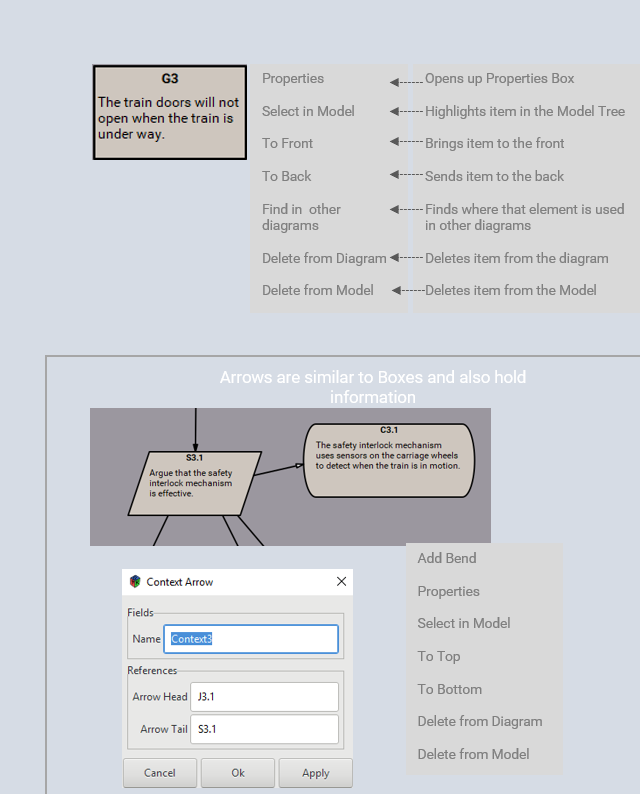 G3
The train doors will not
open when the train is
under way.
Properties
Opens up Properties Box
Select in Model
Highlights item in the Model Tree
To Front
Brings item to the front
To Back
Sends item to the back
Find in other
diagrams
Finds where that element is used
in other diagrams
Delete from Diagram
Deletes item from the diagram
Delete from Model
Deletes item from the Model
Arrows are similar to Boxes and also hold
information
S3.1
Argue that the safety
interlock mechanism
is effective.
C3.1
The safety interlock mechanism
uses sensors on the carriage wheels
to detect when the train is in motion.
Context Arrow
Fields
Name Context3
References
Arrow Head J3.1
Arrow Tail S3.1
Cancel Ok Apply
Add Bend
Properties
Select in Model
To Top
To Bottom
Delete from Diagram
Delete from Model